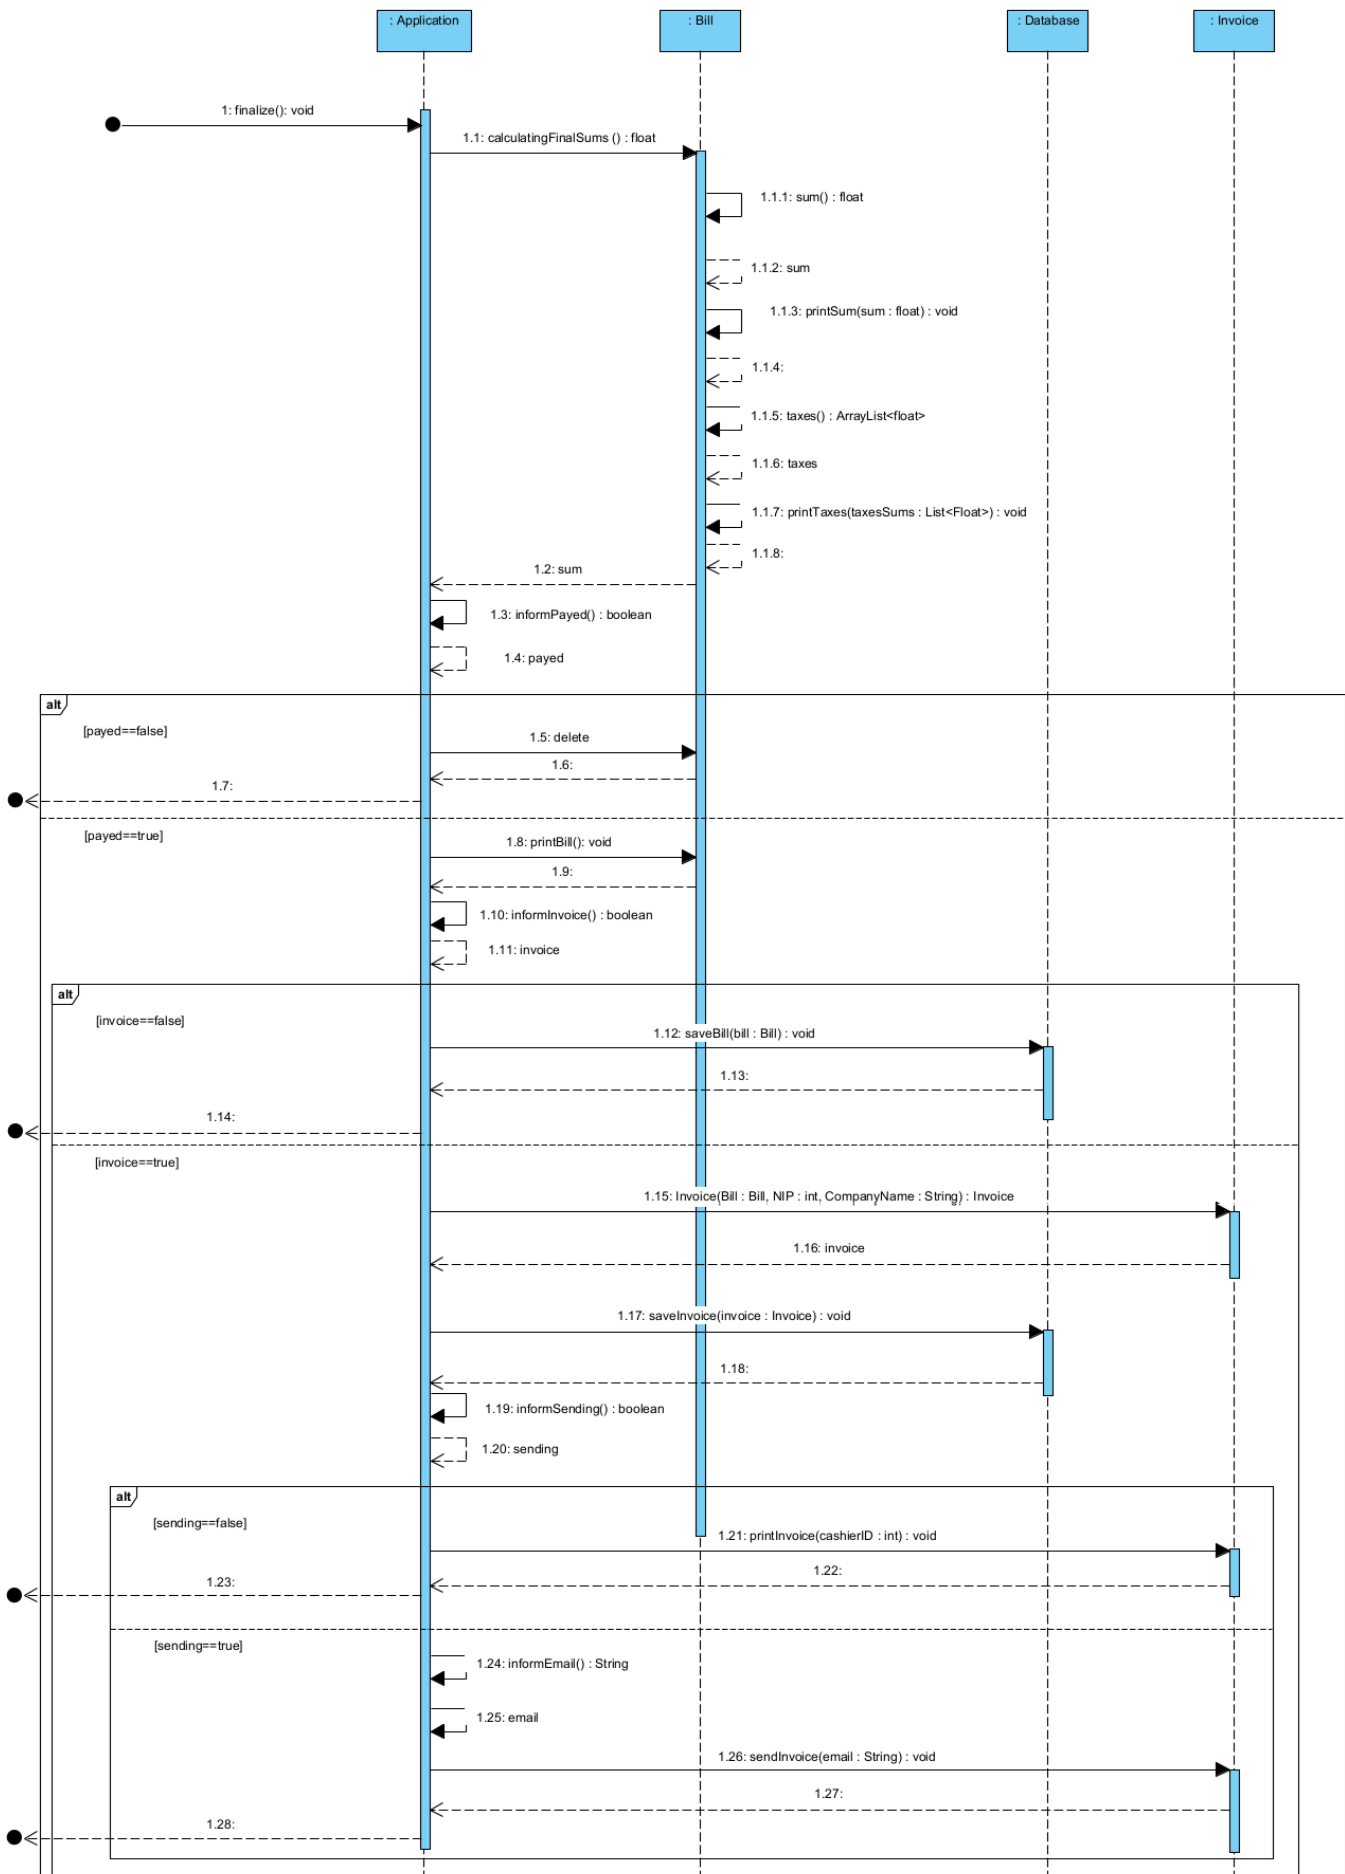 : Application
: Bill
: Database
: Invoice
1: finalize(): void
1.1: calculatingFinalSums () : float
1.1.1: sum() : float
1.1.2: sum
1.1.3: printSum(sum : float) : void
1.1.4:
1.1.5: taxes() : ArrayList<float>
1.1.6: taxes
1.1.7: printTaxes(taxesSums : List<Float>) : void
1.1.8:
1.2: sum
1.3: informPayed() : boolean
1.4: payed
alt
[payed==false]
1.5: delete
1.6:
1.7:
[payed==true]
1.8: printBill(): void
1.9:
1.10: informInvoice() : boolean
1.11: invoice
alt
[invoice==false]
1.12: saveBill(bill : Bill) : void
1.13:
1.14:
[invoice==true]
1.15: Invoice(Bill : Bill, NIP : int, CompanyName : String) : Invoice
1.16: invoice
1.17: saveInvoice(invoice : Invoice) : void
1.18:
1.19: informSending() : boolean
1.20: sending
alt
[sending==false]
1.21: printInvoice(cashierID : int) : void
1.22:
1.23:
[sending==true]
1.24: informEmail() : String
1.25: email
1.26: sendInvoice(email : String) : void
1.27:
1.28: